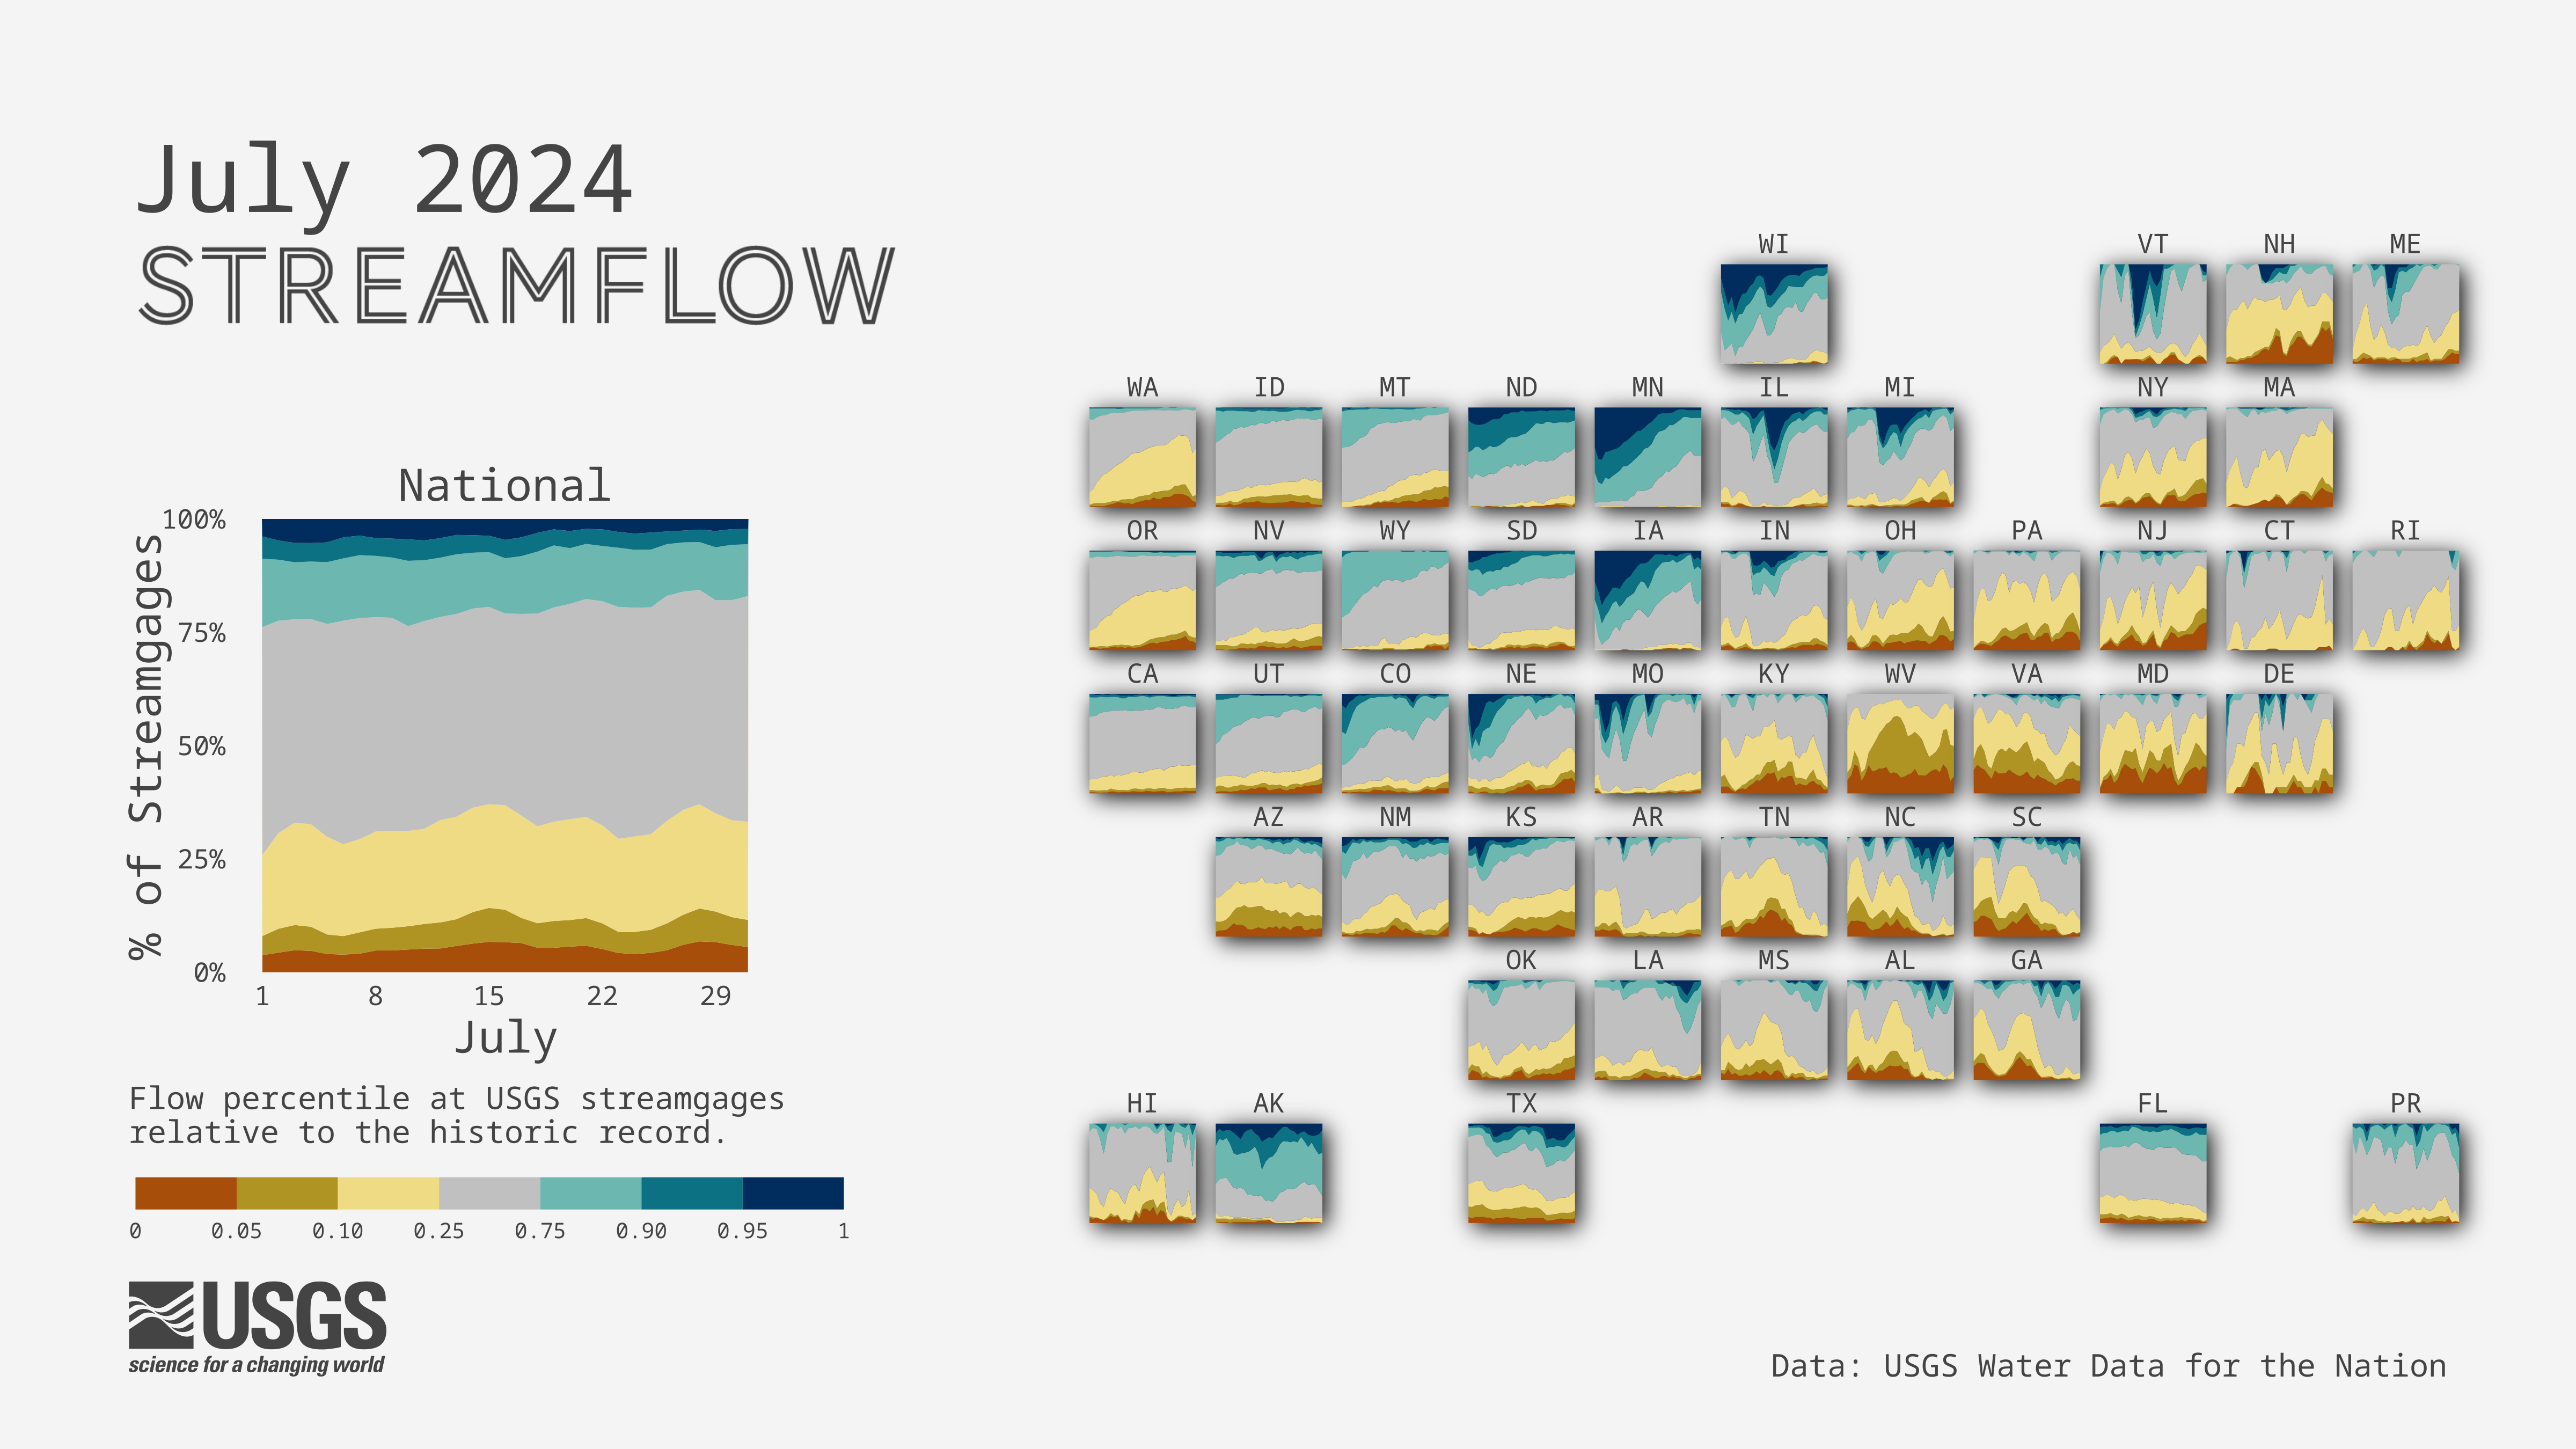 July 2024
STREAMFLOW
National
% of Streamgages
100%
75%
50%
25%
0%
1 8 15 22 29
July
Flow percentile at USGS streamgages
relative to the historic record.
0 0.05 0.10 0.25 0.75 0.90 0.95 1
USGS
science for a changing world
WI VT NH ME
WA ID MT ND MN IL MI NY MA
OR NV WY SD IA IN OH PA NJ CT RI
CA UT CO NE MO KY WV VA MD DE
AZ NM KS AR TN NC SC
OK LA MS AL GA
HI AK TX FL PR
Data: USGS Water Data for the Nation